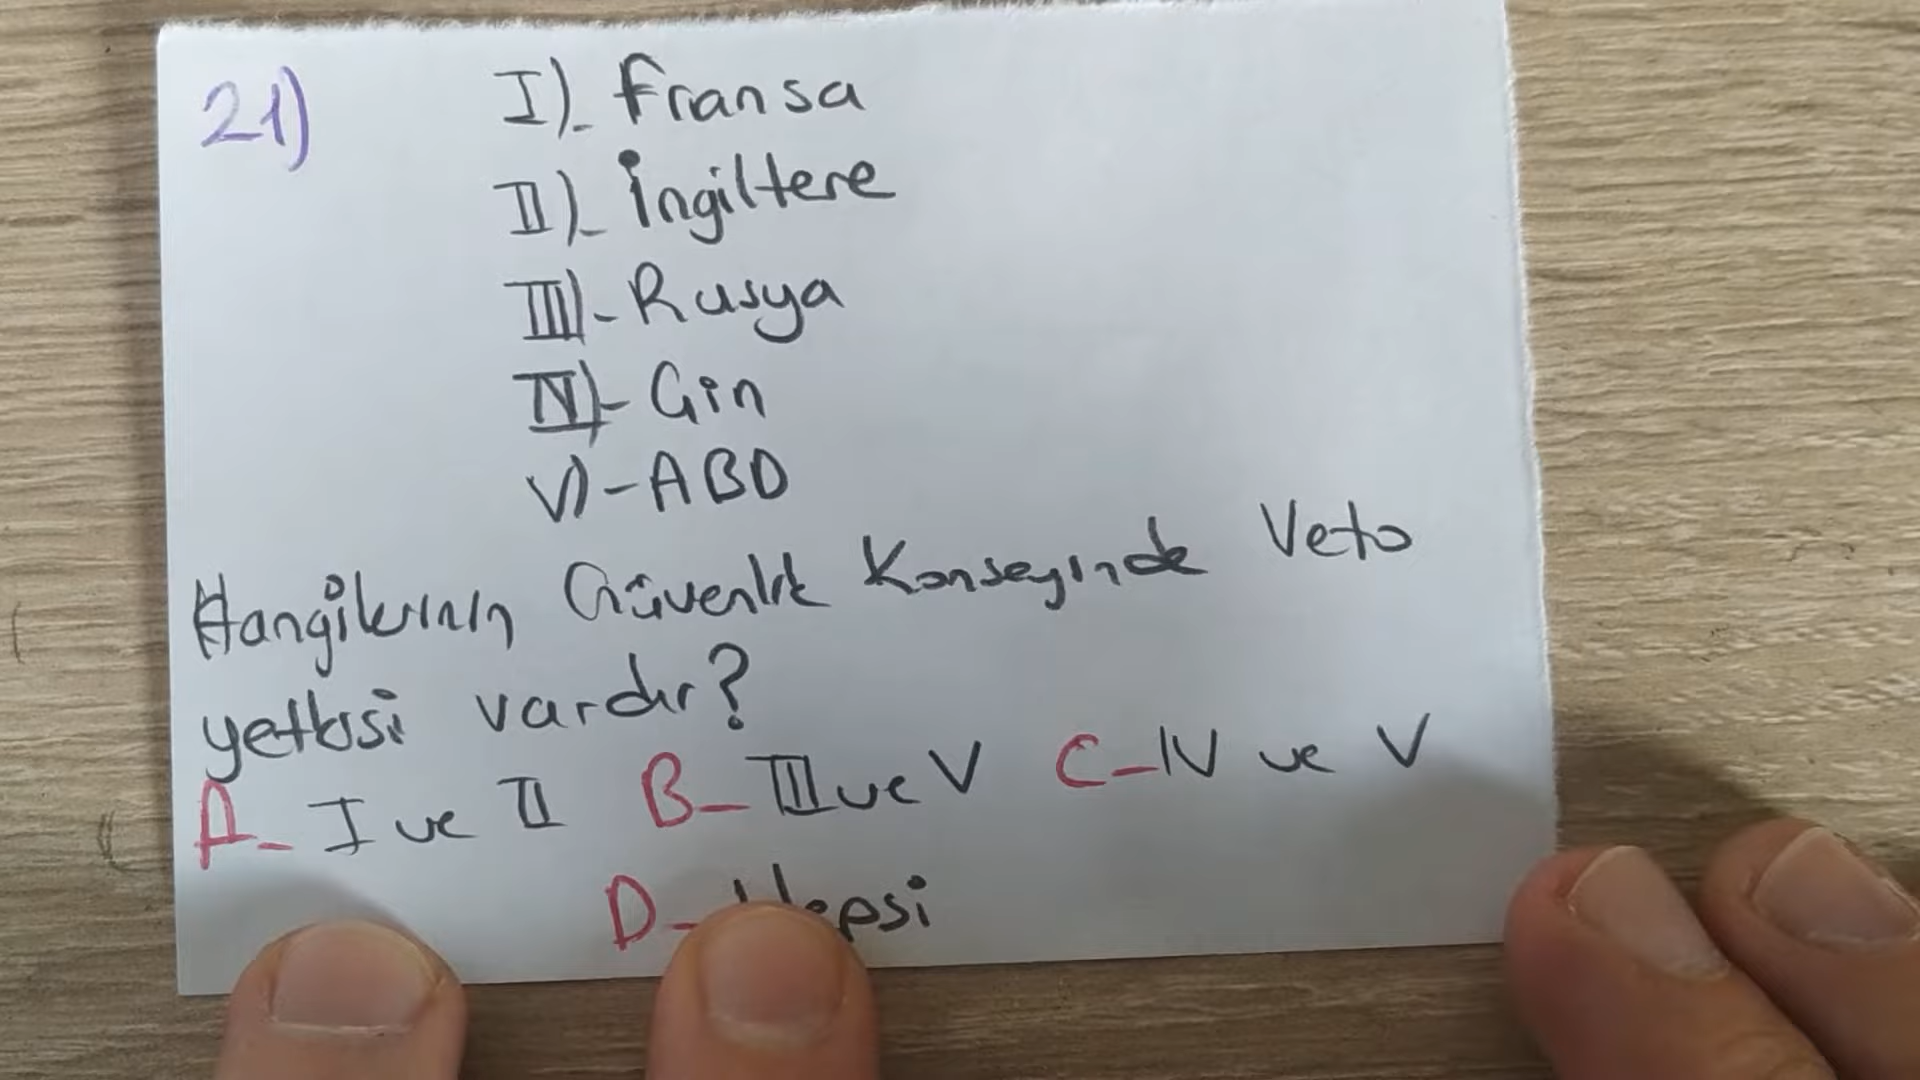 21) I)- Fransa
II)- İngiltere
III)- Rusya
IV)- Çin
V)- ABD
Hangilerinin Güvenlik Konseyinde Veto
yetkisi vardır?
A- I ve II B- III ve V C- IV ve V
D- Hepsi